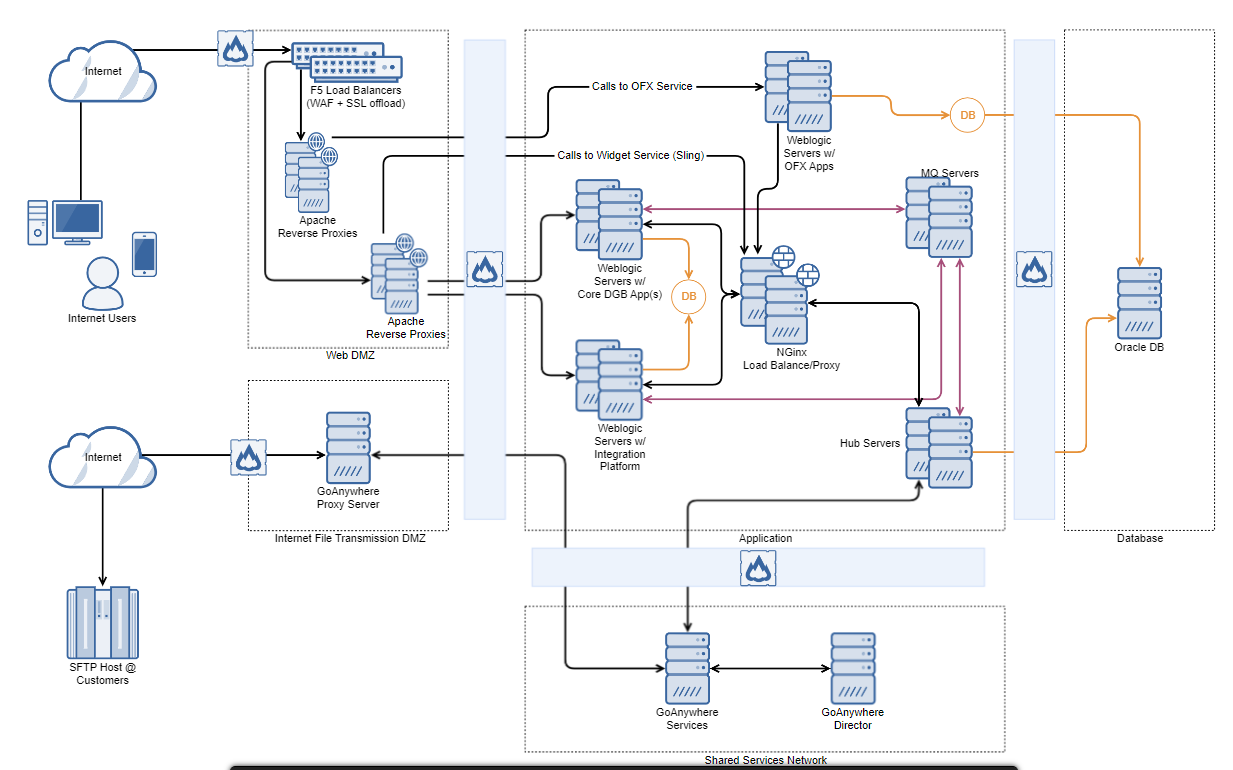 Internet
F5 Load Balancers
(WAF + SSL offload)
Apache
Reverse Proxies
Apache
Reverse Proxies
Web DMZ
Internet Users
Calls to OFX Service
Calls to Widget Service (Sling)
Weblogic
Servers w/
OFX Apps
DB
MQ Servers
Weblogic
Servers w/
Core DGB App(s)
DB
NGinx
Load Balance/Proxy
Weblogic
Servers w/
Integration
Platform
Hub Servers
Application
Oracle DB
Database
Internet
GoAnywhere
Proxy Server
Internet File Transmission DMZ
SFTP Host @
Customers
GoAnywhere
Services
GoAnywhere
Director
Shared Services Network